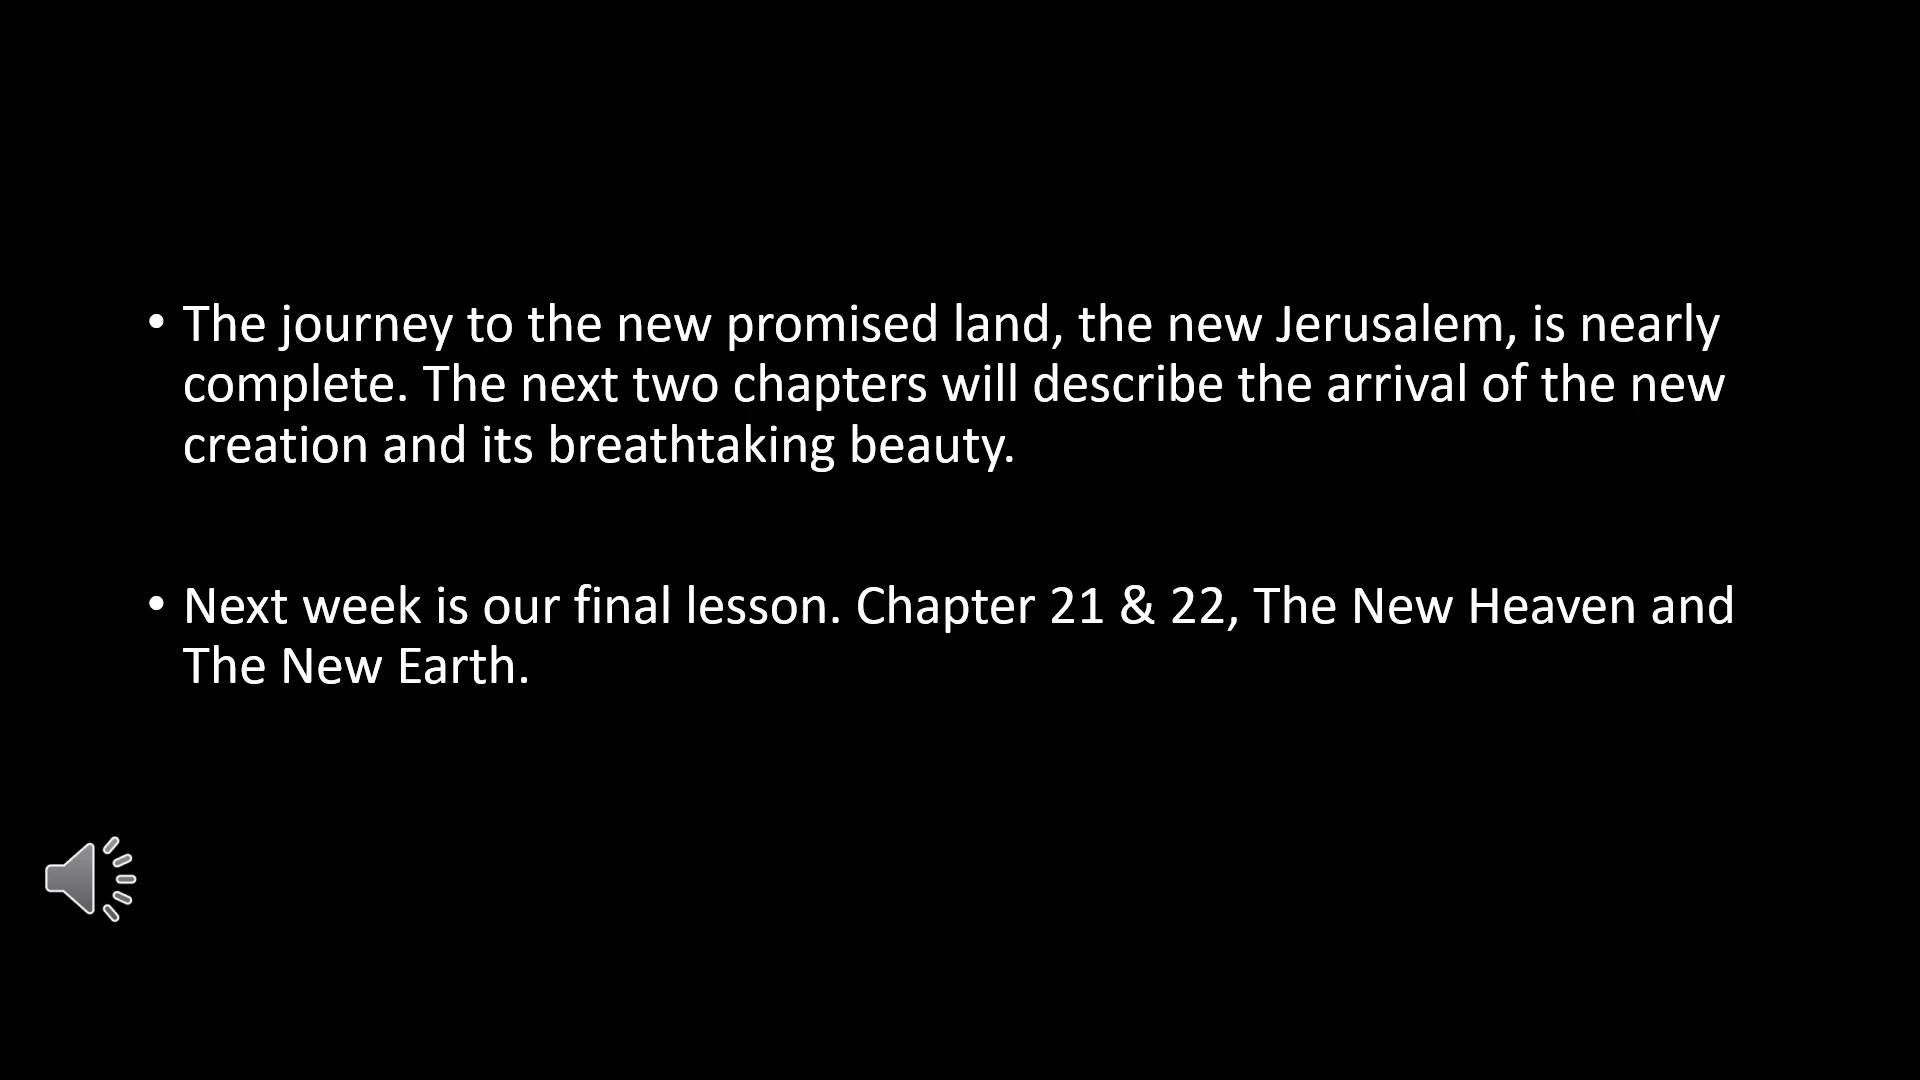 • The journey to the new promised land, the new Jerusalem, is nearly
complete. The next two chapters will describe the arrival of the new
creation and its breathtaking beauty.
• Next week is our final lesson. Chapter 21 & 22, The New Heaven and
The New Earth.